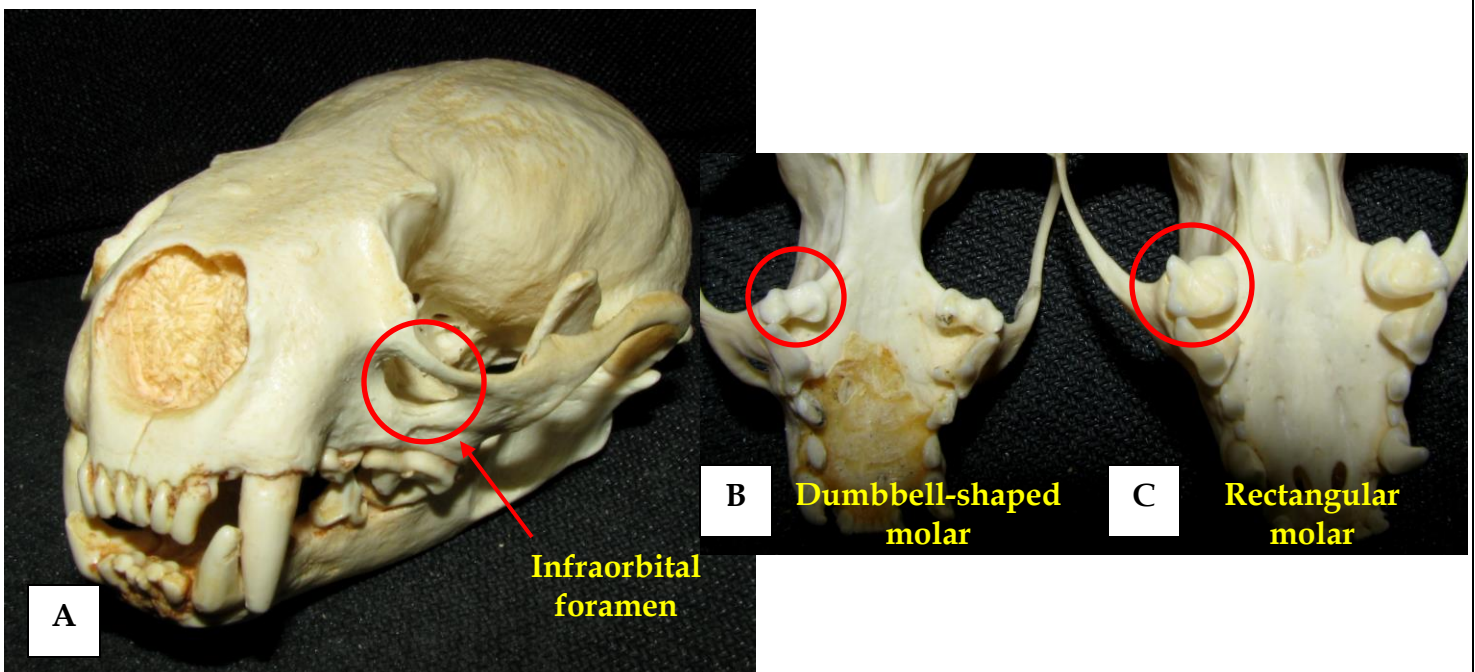 A
Infraorbital
foramen
B
Dumbbell-shaped
molar
C
Rectangular
molar